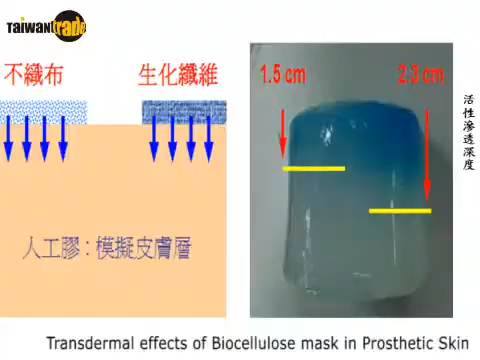 TAIWANtrade
不織布
生化纖維
1.5 cm
2.3 cm
活性滲透深度
人工膠：模擬皮膚層
Transdermal effects of Biocellulose mask in Prosthetic Skin